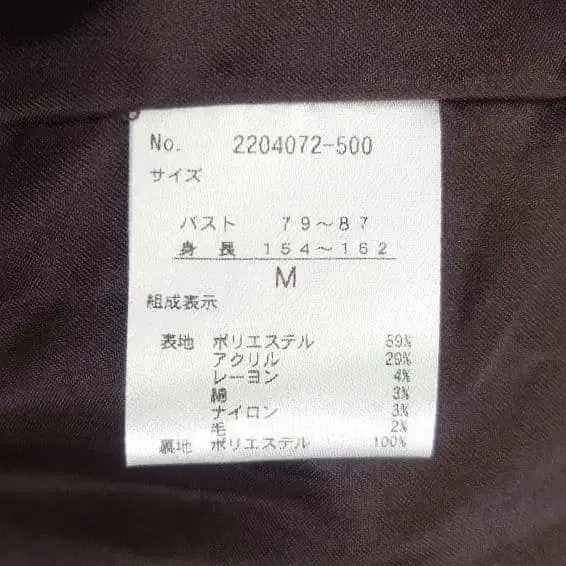 No. 2204072-500
サイズ
バスト 79～87
身長 154～162
M
組成表示
表地 ポリエステル 59%
アクリル 29%
レーヨン 4%
綿 3%
ナイロン 3%
毛 2%
裏地 ポリエステル 100%